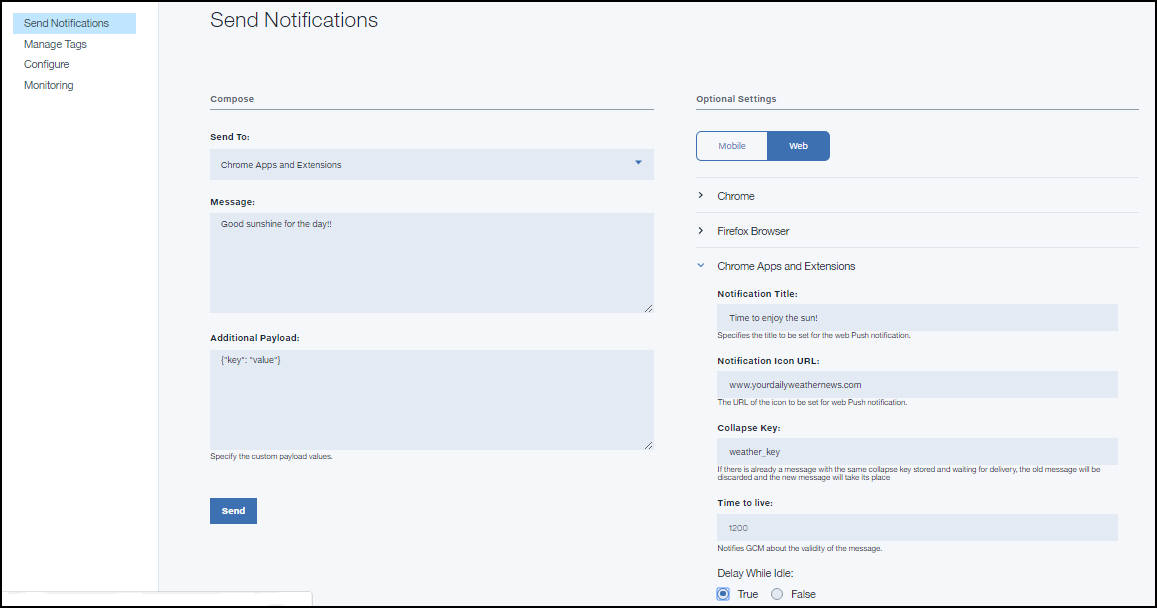 Send Notifications
Manage Tags
Configure
Monitoring
Send Notifications
Compose
Send To:
Chrome Apps and Extensions
Message:
Good sunshine for the day!!
Additional Payload:
{"key": "value"}
Specify the custom payload values.
Send
Optional Settings
Mobile
Web
Chrome
Firefox Browser
Chrome Apps and Extensions
Notification Title:
Time to enjoy the sun!
Specifies the title to be set for the web Push notification.
Notification Icon URL:
www.yourdailyweathernews.com
The URL of the icon to be set for web Push notification.
Collapse Key:
weather_key
If there is already a message with the same collapse key stored and waiting for delivery, the old message will be
discarded and the new message will take its place
Time to live:
1200
Notifies GCM about the validity of the message.
Delay While Idle:
True
False